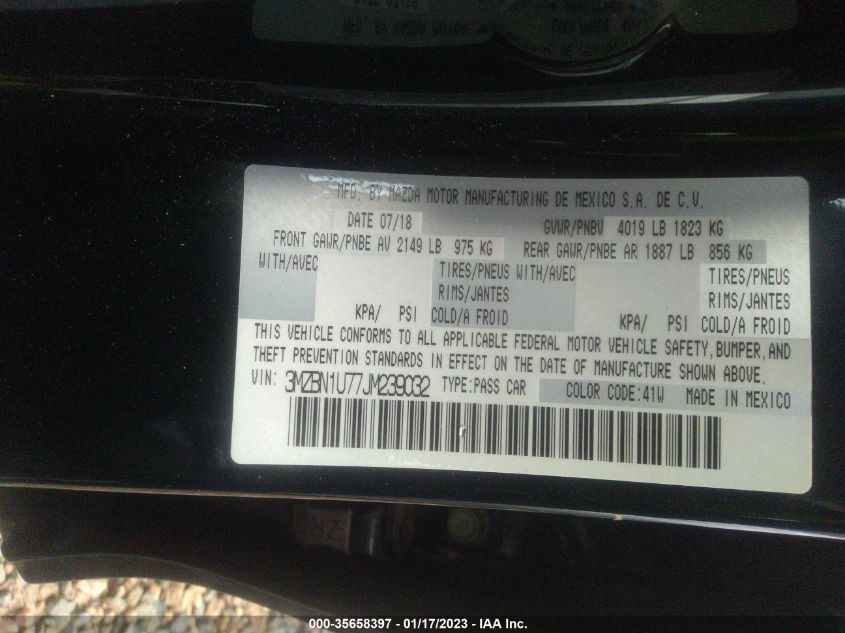 MFD. BY MAZDA MOTOR MANUFACTURING DE MEXICO S.A. DE C.V.
DATE 07/18 GVWR/PNBV 4019 LB 1823 KG
FRONT GAWR/PNBE AV 2149 LB 975 KG REAR GAWR/PNBE AR 1887 LB 856 KG
WITH/AVEC TIRES/PNEUS WITH/AVEC TIRES/PNEUS
RIMS/JANTES RIMS/JANTES
KPA/ PSI COLD/A FROID KPA/ PSI COLD/A FROID
THIS VEHICLE CONFORMS TO ALL APPLICABLE FEDERAL MOTOR VEHICLE SAFETY, BUMPER, AND
THEFT PREVENTION STANDARDS IN EFFECT ON THE DATE OF MANUFACTURE SHOWN ABOVE.
VIN: 3MZBN1U77JM239032 TYPE:PASS CAR COLOR CODE:41W MADE IN MEXICO
000-35658397 - 01/17/2023 - IAA Inc.